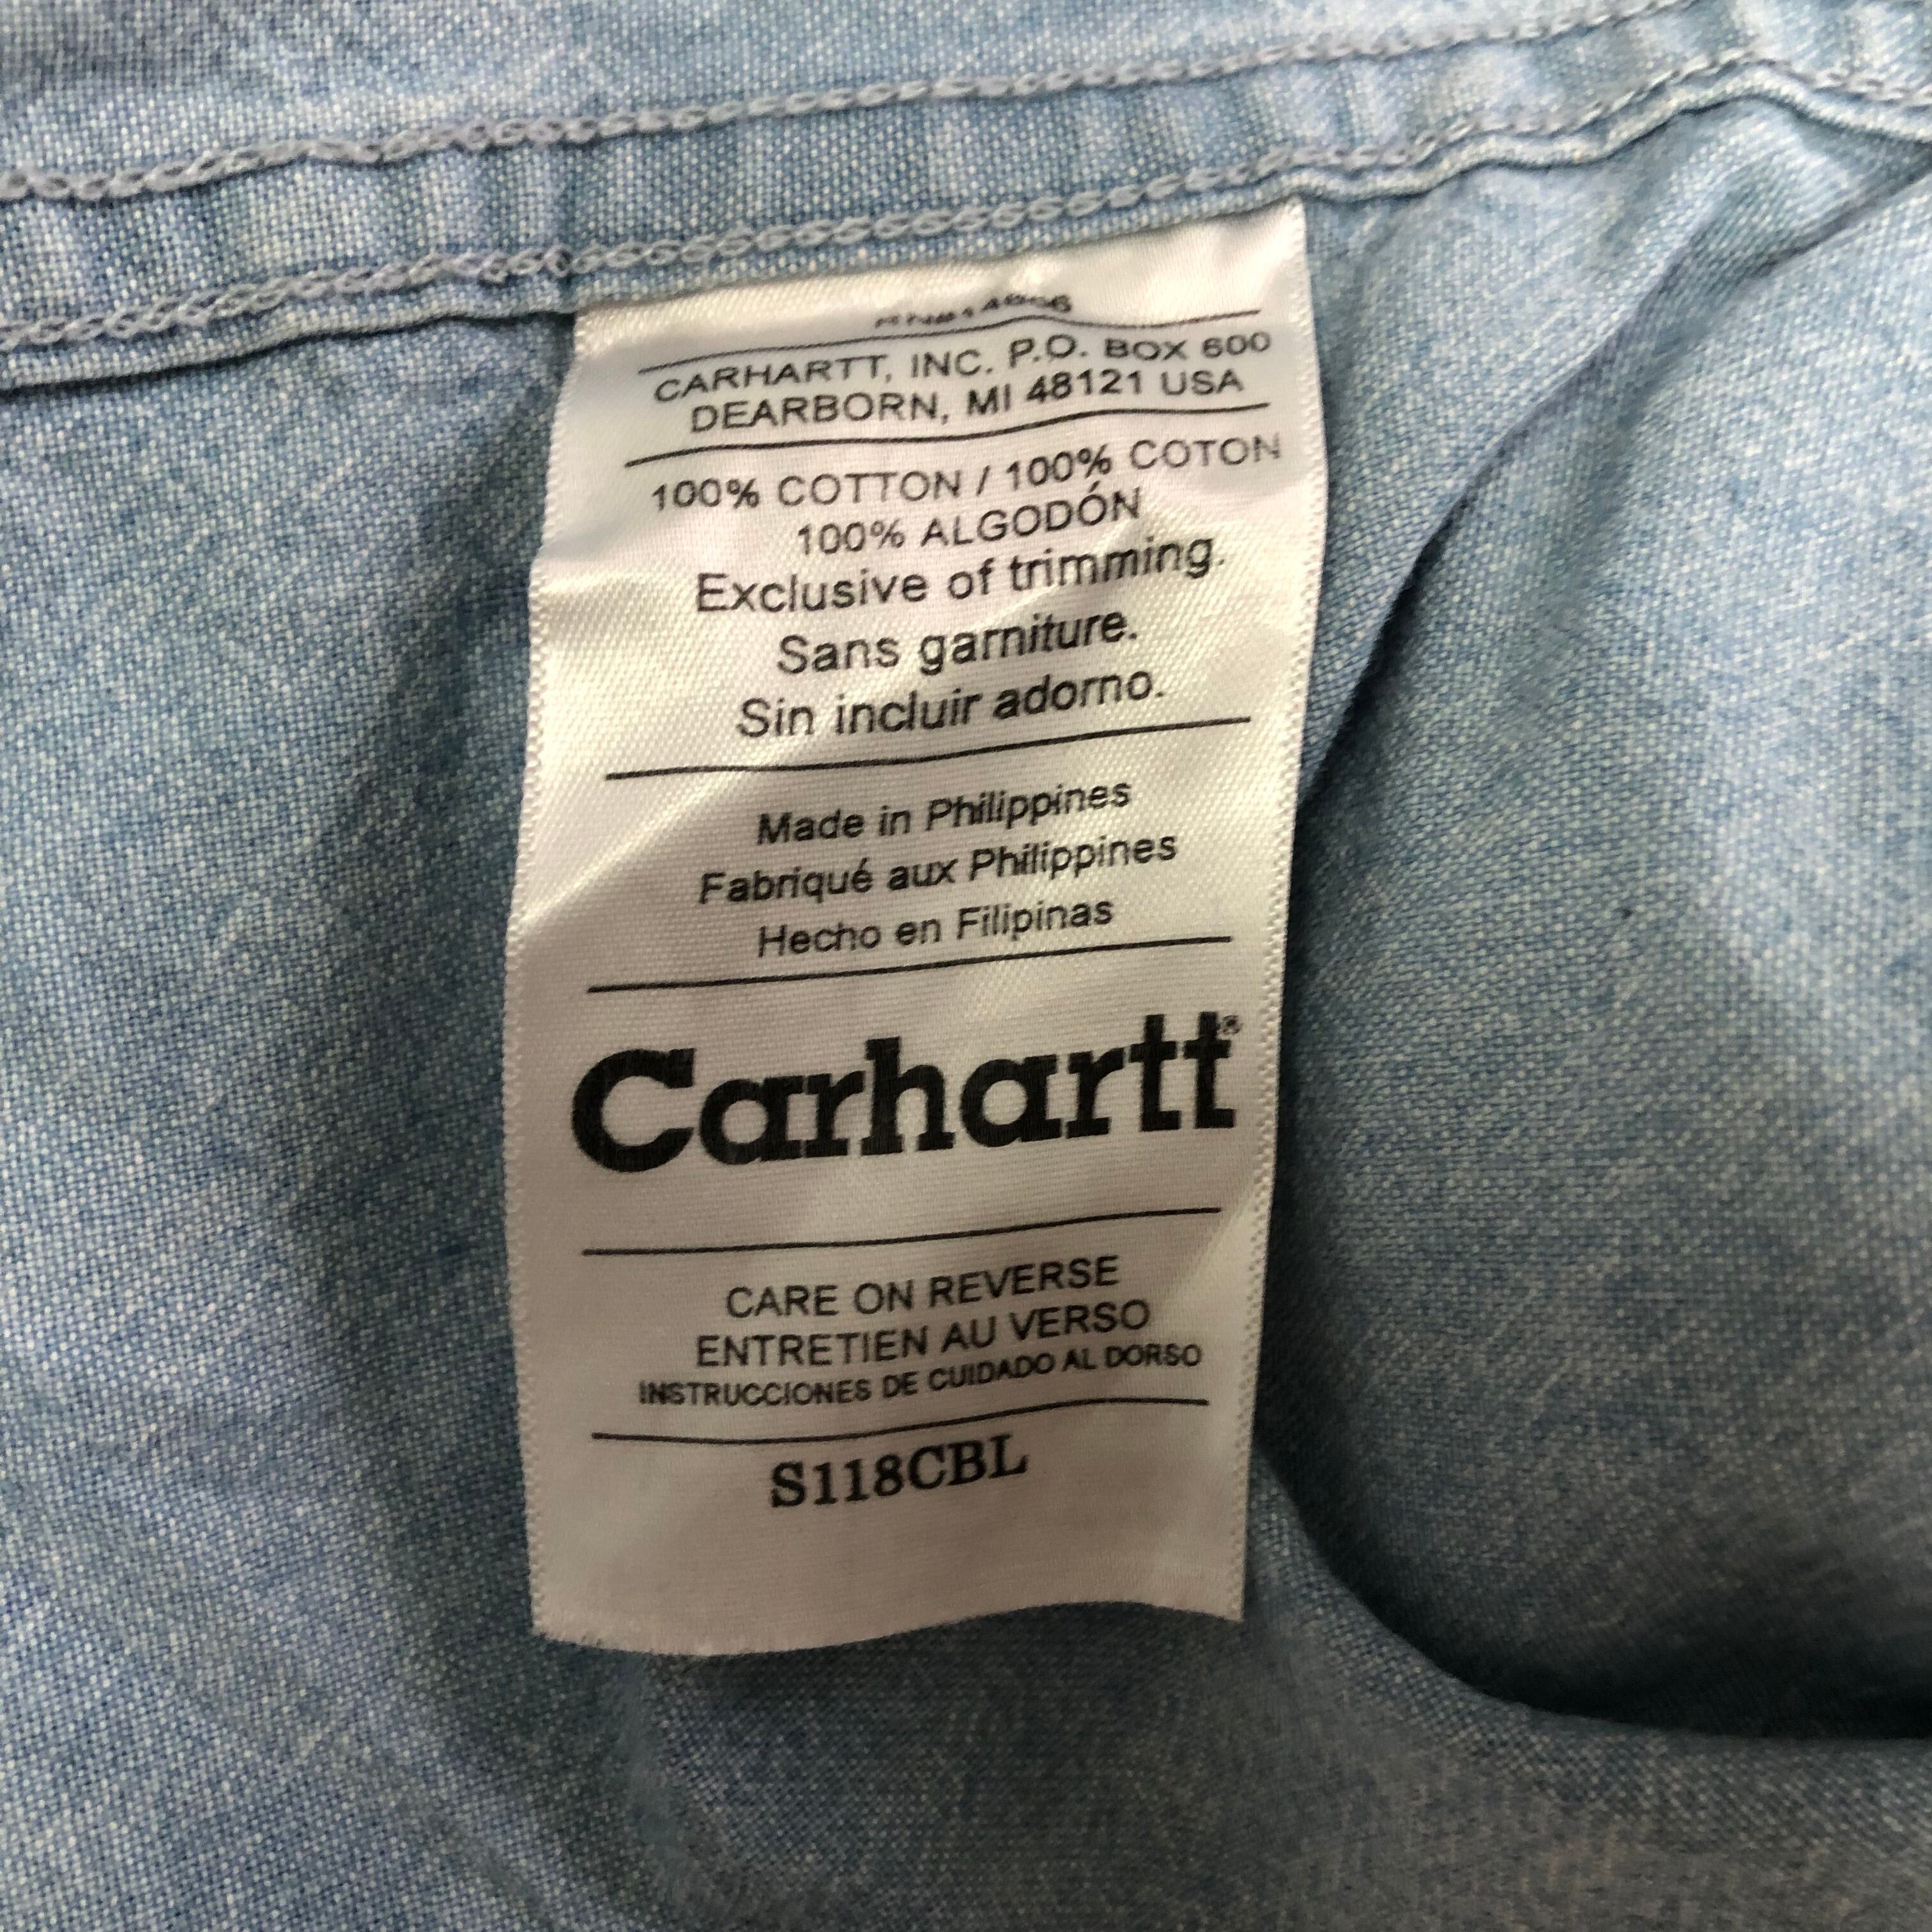 CARHARTT, INC. P.O. BOX 600
DEARBORN, MI 48121 USA
100% COTTON / 100% COTON
100% ALGODÓN
Exclusive of trimming.
Sans garniture.
Sin incluir adorno.
Made in Philippines
Fabriqué aux Philippines
Hecho en Filipinas
Carhartt®
CARE ON REVERSE
ENTRETIEN AU VERSO
INSTRUCCIONES DE CUIDADO AL DORSO
S118CBL